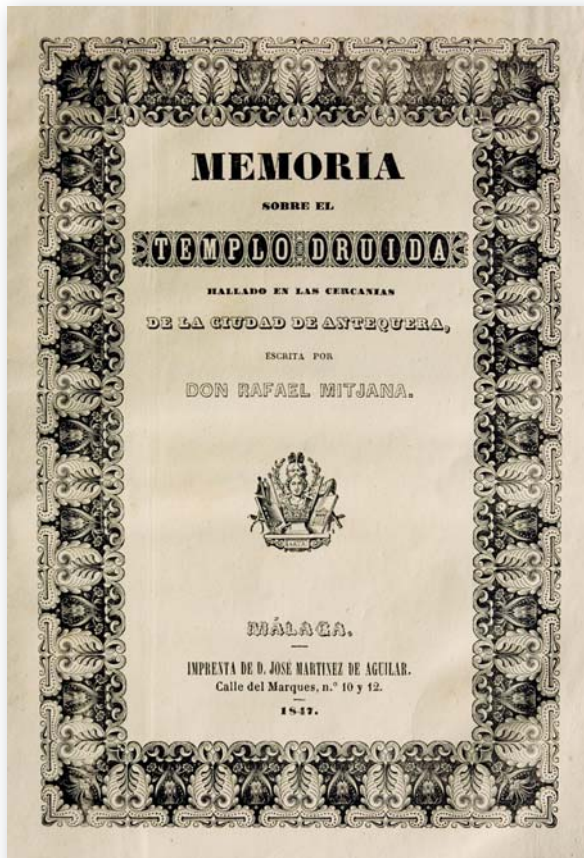 MEMORIA
SOBRE EL
TEMPLO DRUIDA
HALLADO EN LAS CERCANIAS
DE LA CIUDAD DE ANTEQUERA,
ESCRITA POR
DON RAFAEL MITJANA.
MÁLAGA.
IMPRENTA DE D. JOSÉ MARTINEZ DE AGUILAR.
Calle del Marques, n.º 10 y 12.
1847.